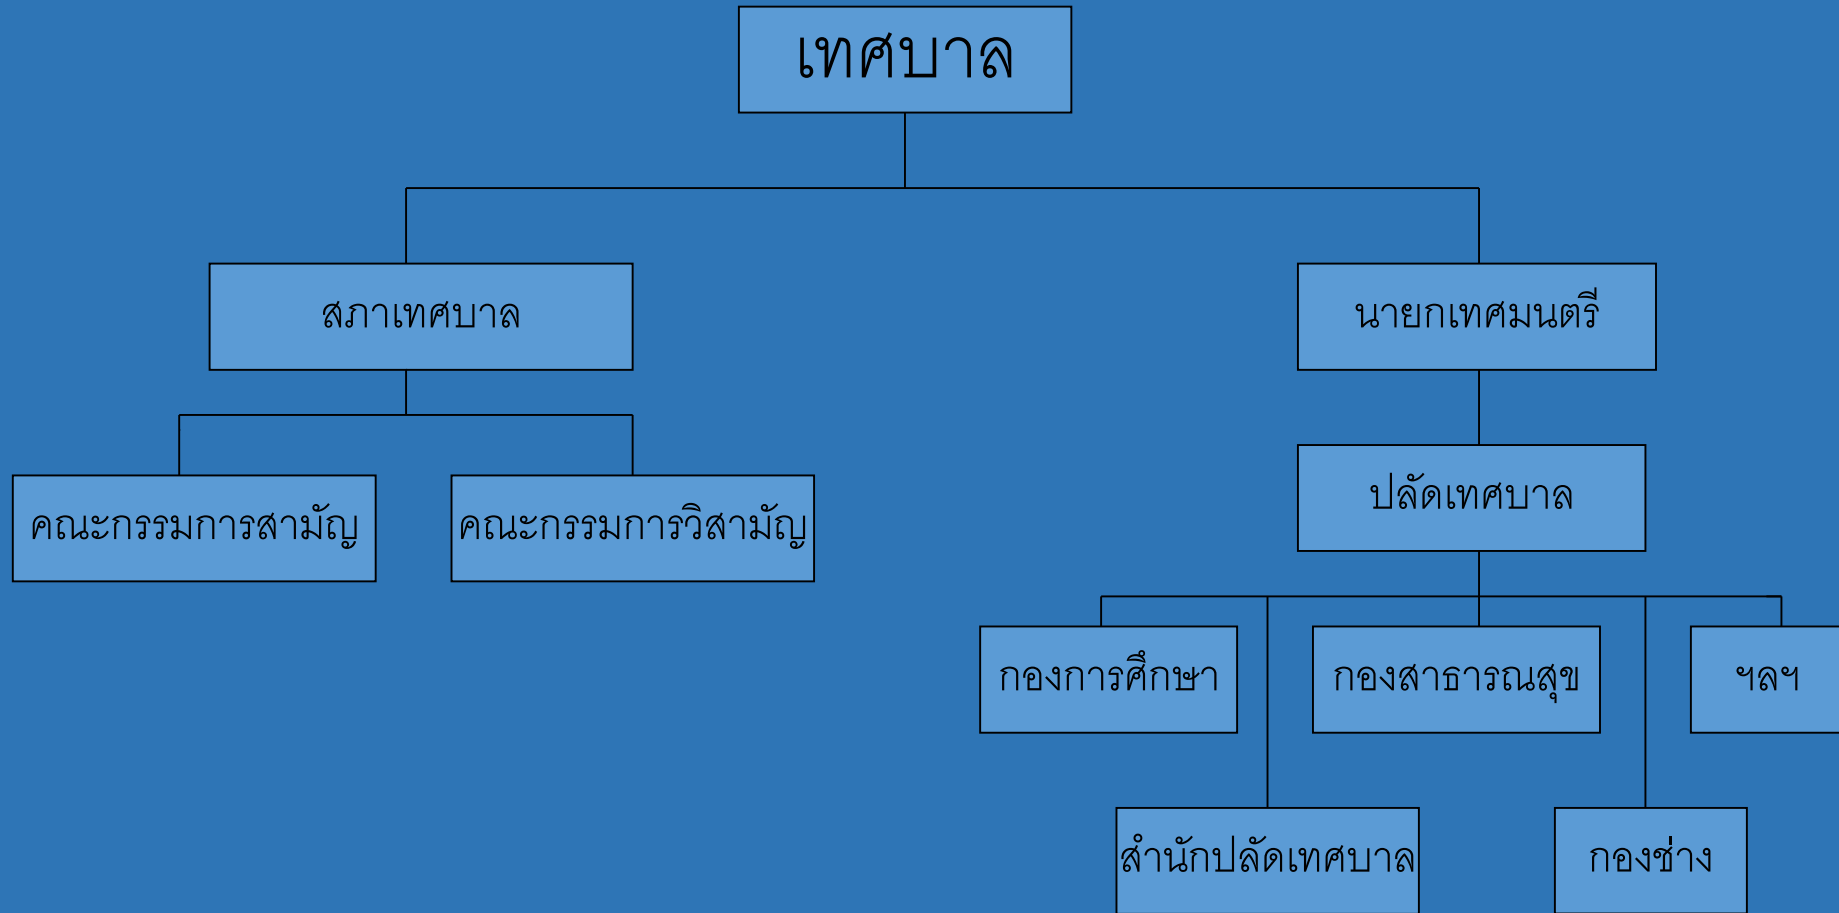 เทศบาล
สภาเทศบาล
นายกเทศมนตรี
คณะกรรมการสามัญ
คณะกรรมการวิสามัญ
ปลัดเทศบาล
กองการศึกษา
กองสาธารณสุข
ฯลฯ
สำนักปลัดเทศบาล
กองช่าง